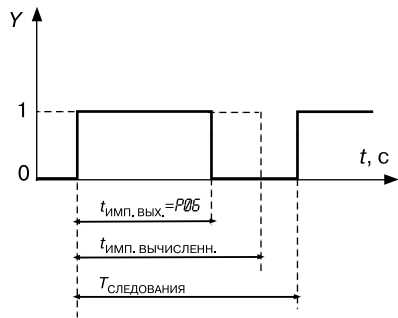 Y
1
0
t, с
tИМП. ВЫХ.=P06
tИМП. ВЫЧИСЛЕНН.
TСЛЕДОВАНИЯ